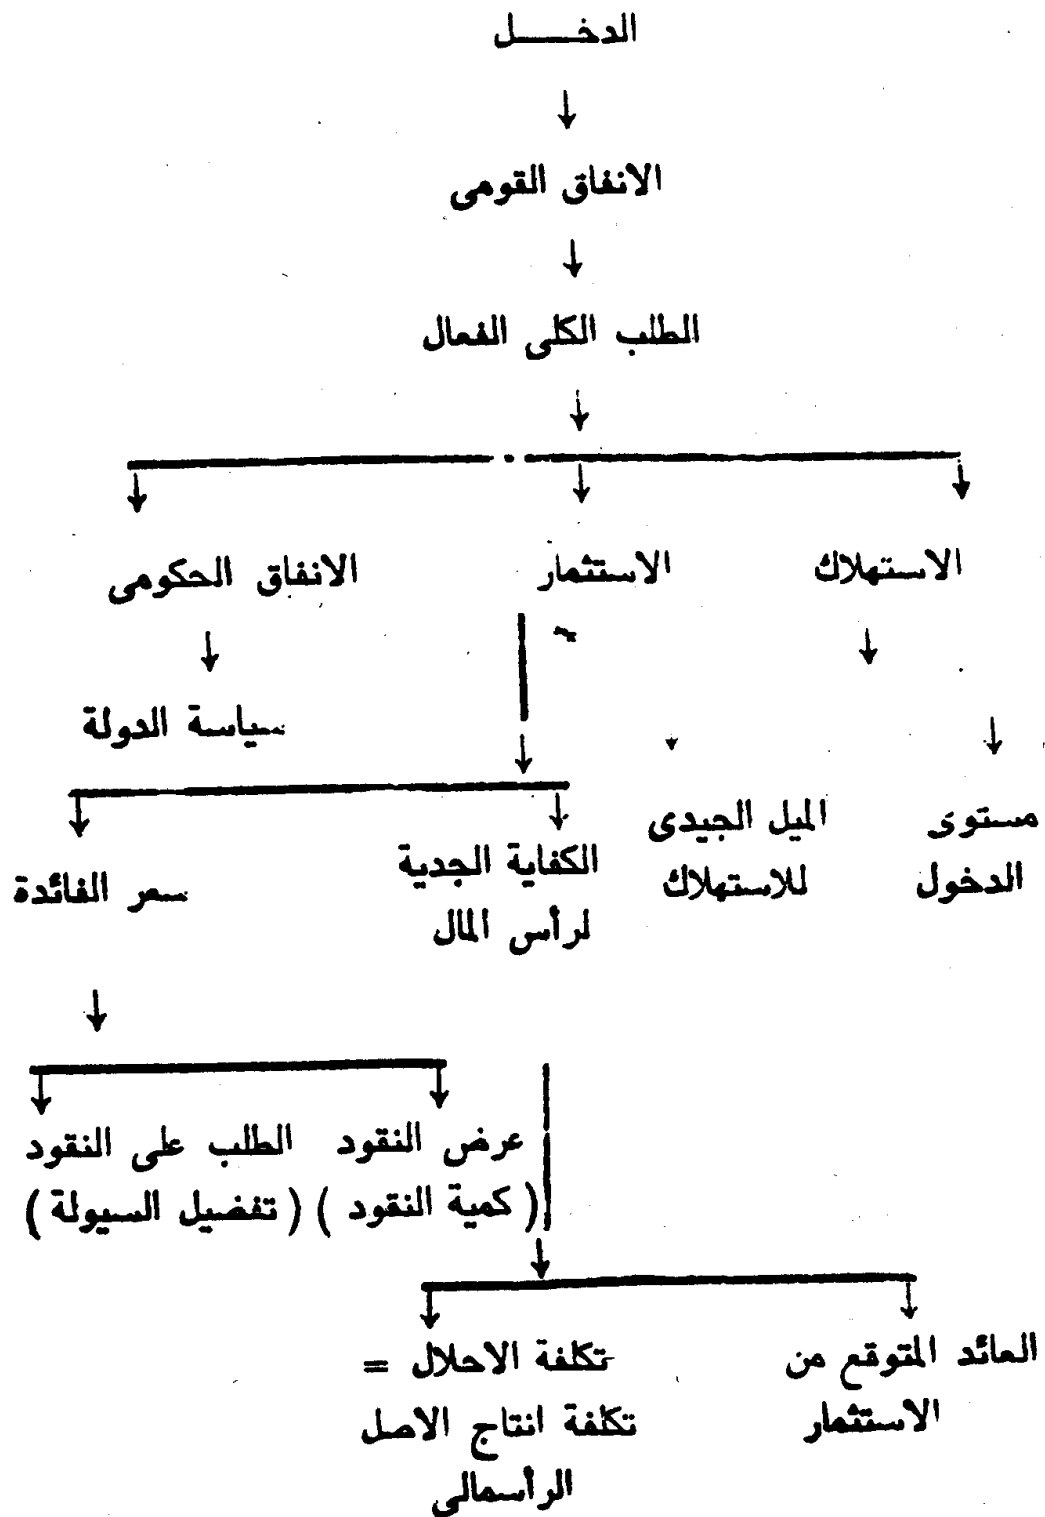 الدخـــــل
الانفاق القومى
الطلب الكلى الفعال
الاستهلاك
الاستثمار
الانفاق الحكومى
سياسة الدولة
مستوى
الدخول
الميل الجيدى
للاستهلاك
الكفاية الجدية
لرأس المال
سعر الفائدة
عرض النقود
( كمية النقود )
الطلب على النقود
( تفضيل السيولة )
العائد المتوقع من
الاستثمار
تكلفة الاحلال =
تكلفة انتاج الاصل
الرأسمالى